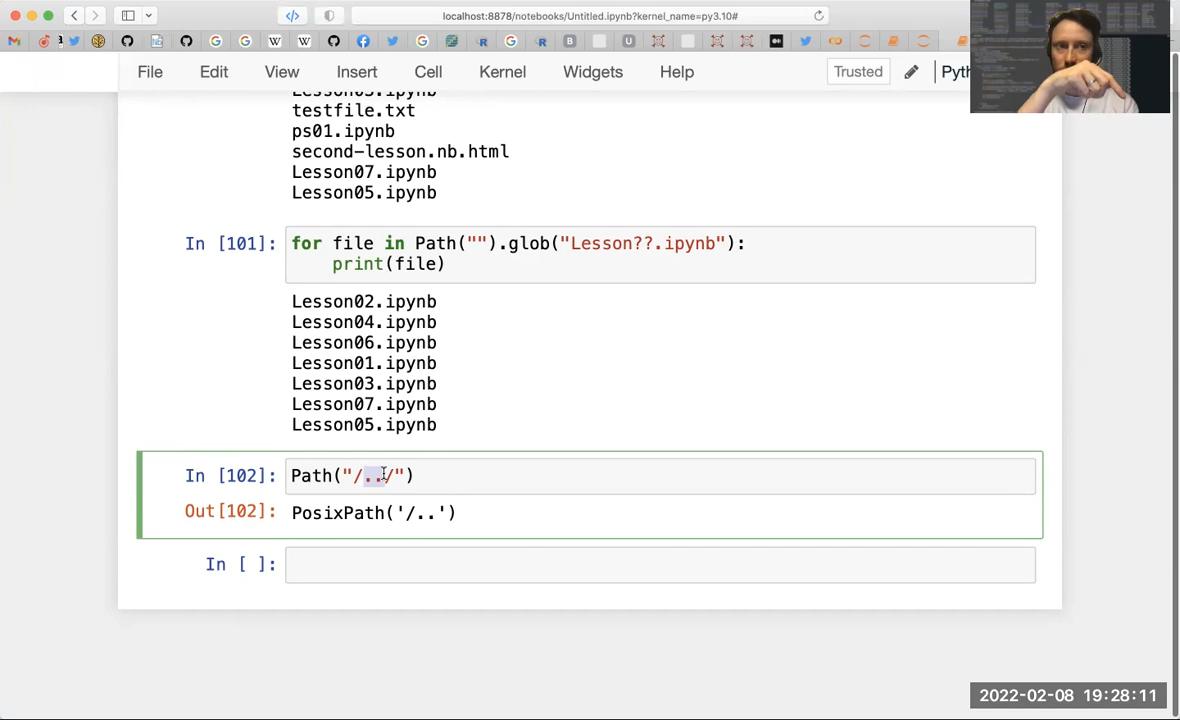 localhost:8878/notebooks/Untitled.ipynb?kernel_name=py3.10#
File Edit View Insert Cell Kernel Widgets Help Trusted
testfile.txt
ps01.ipynb
second-lesson.nb.html
Lesson07.ipynb
Lesson05.ipynb
In [101]: for file in Path("").glob("Lesson??.ipynb"):
print(file)
Lesson02.ipynb
Lesson04.ipynb
Lesson06.ipynb
Lesson01.ipynb
Lesson03.ipynb
Lesson07.ipynb
Lesson05.ipynb
In [102]: Path("/../")
Out[102]: PosixPath('/..')
In [ ]:
2022-02-08 19:28:11